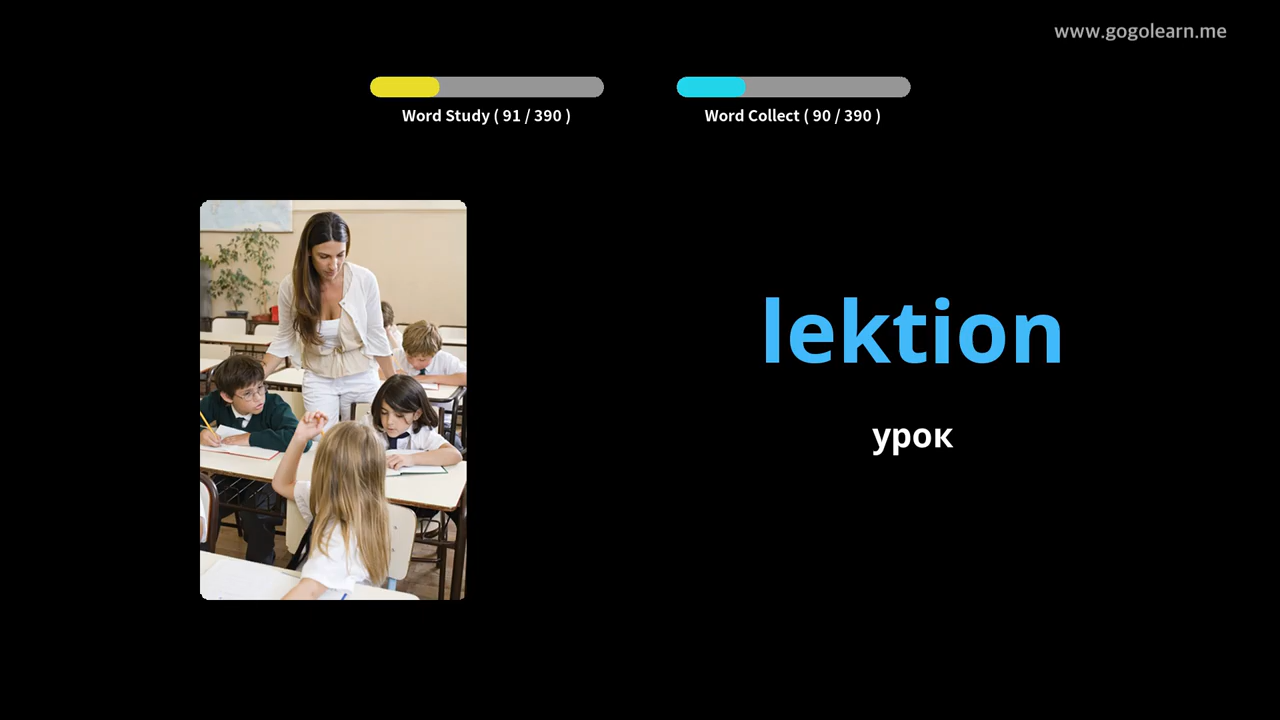 www.gogolearn.me
Word Study ( 91 / 390 )
Word Collect ( 90 / 390 )
lektion
урок